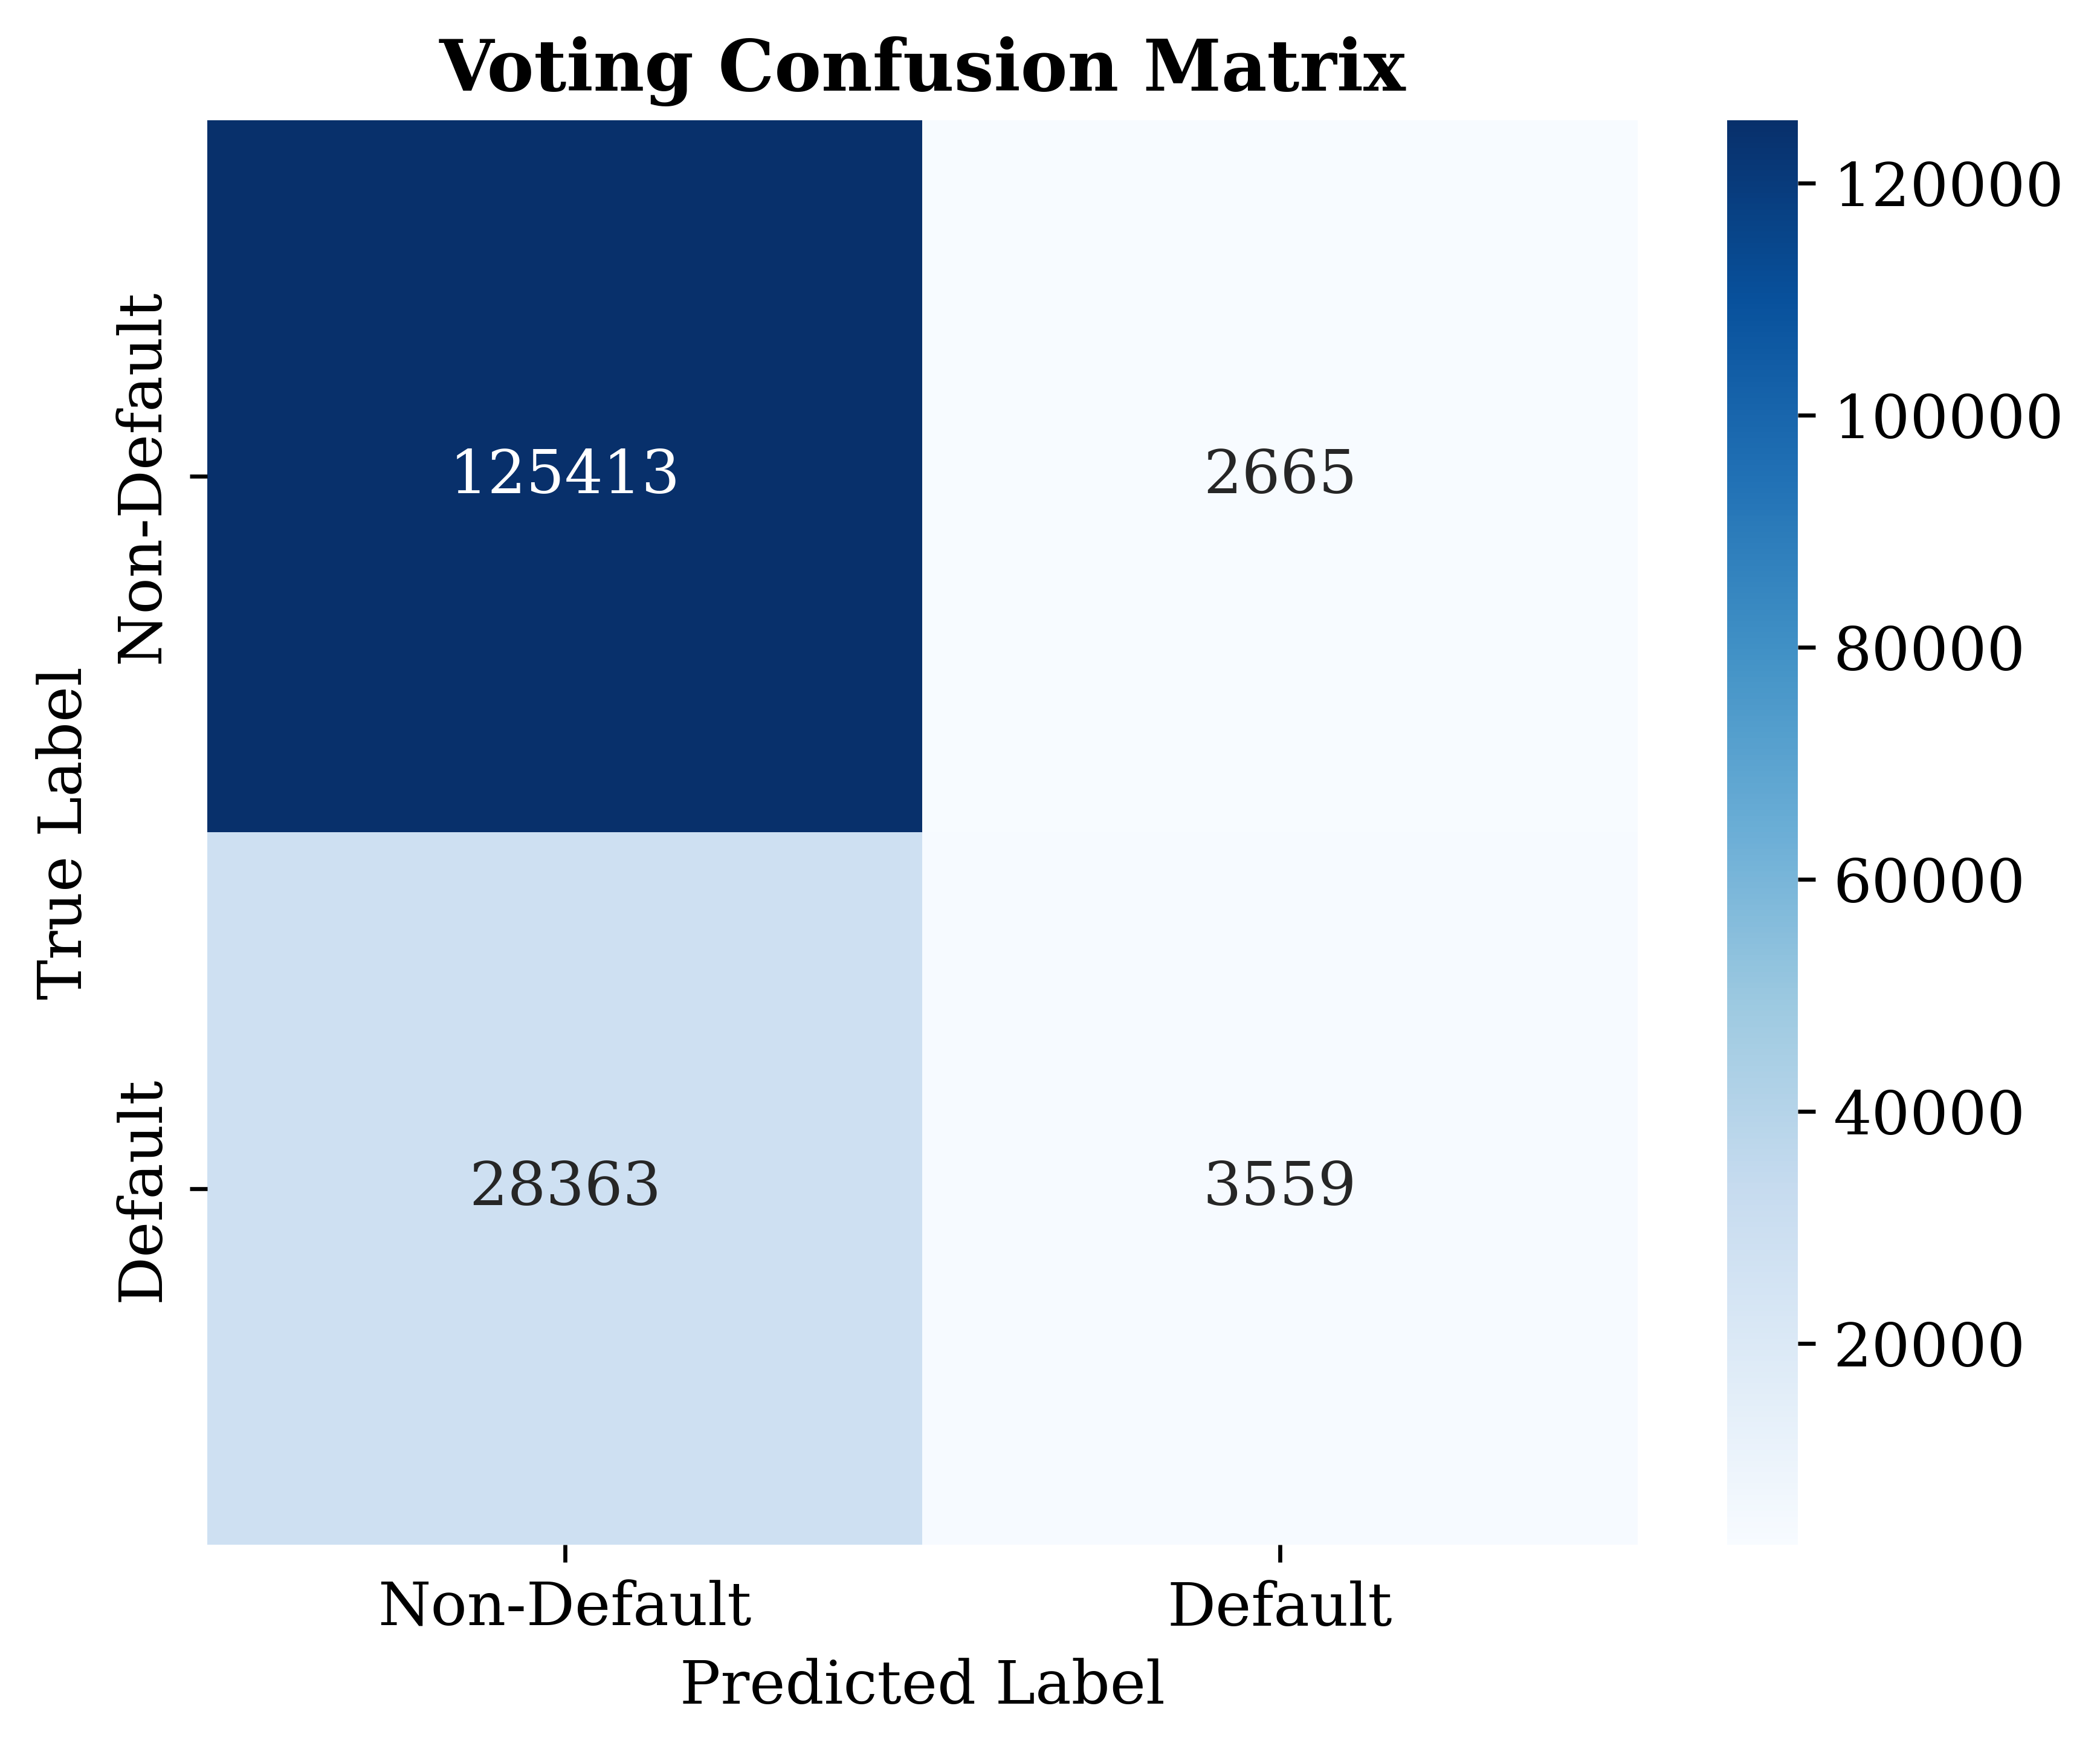 Voting Confusion Matrix
True Label
Non-Default
Default
125413
2665
28363
3559
Non-Default
Default
Predicted Label
120000
100000
80000
60000
40000
20000